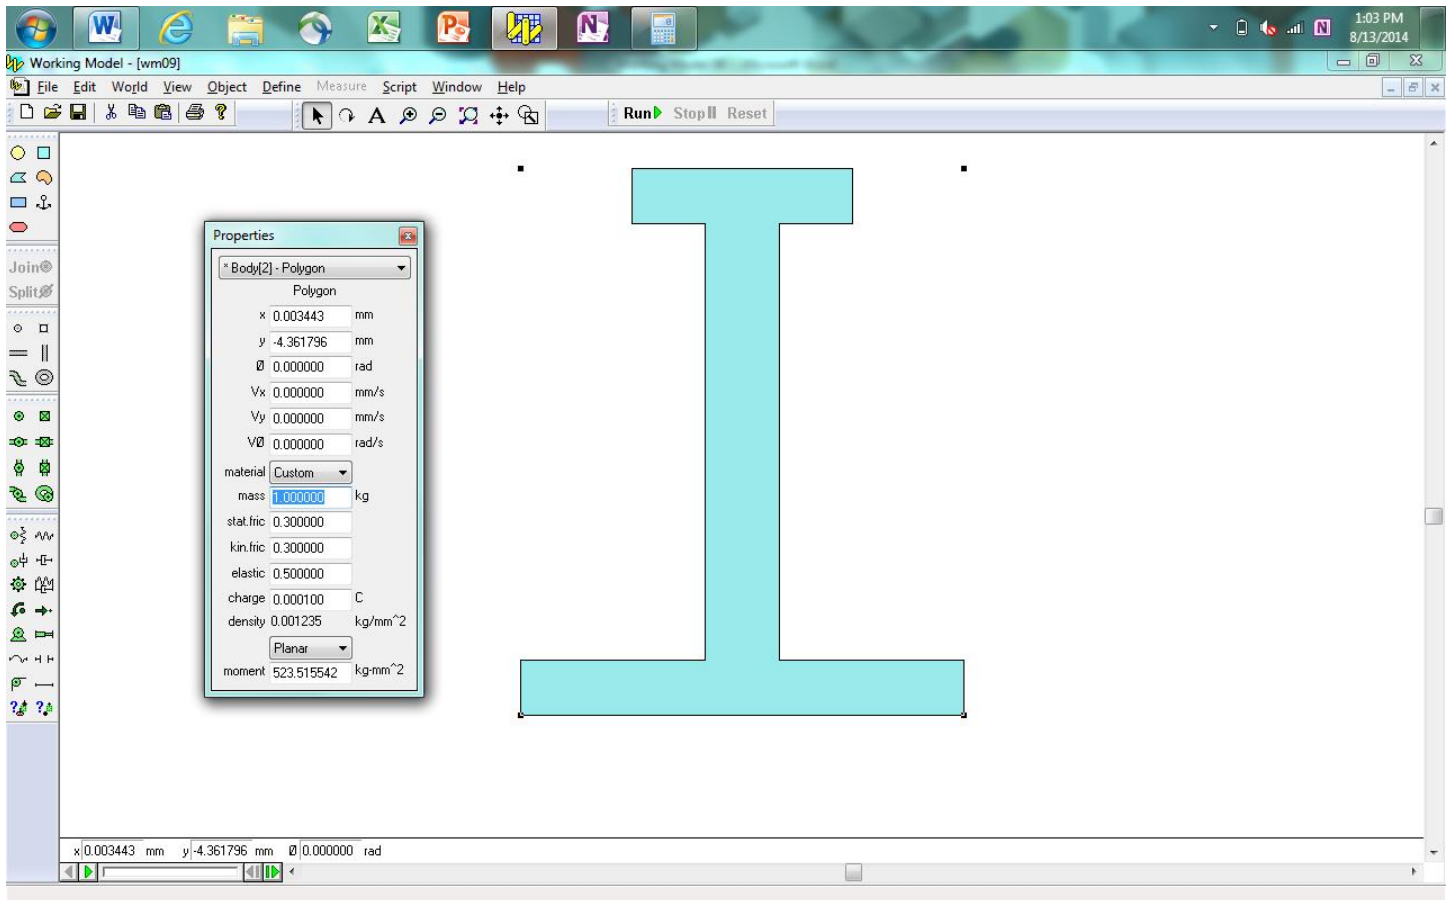 1:03 PM
8/13/2014
Working Model - [wm09]
File Edit World View Object Define Measure Script Window Help
Run Stop Reset
Join
Split
Properties
* Body[2] - Polygon
Polygon
x 0.003443 mm
y -4.361796 mm
Ø 0.000000 rad
Vx 0.000000 mm/s
Vy 0.000000 mm/s
VØ 0.000000 rad/s
material Custom
mass 1.000000 kg
stat.fric 0.300000
kin.fric 0.300000
elastic 0.500000
charge 0.000100 C
density 0.001235 kg/mm^2
Planar
moment 523.515542 kg-mm^2
x 0.003443 mm y -4.361796 mm Ø 0.000000 rad